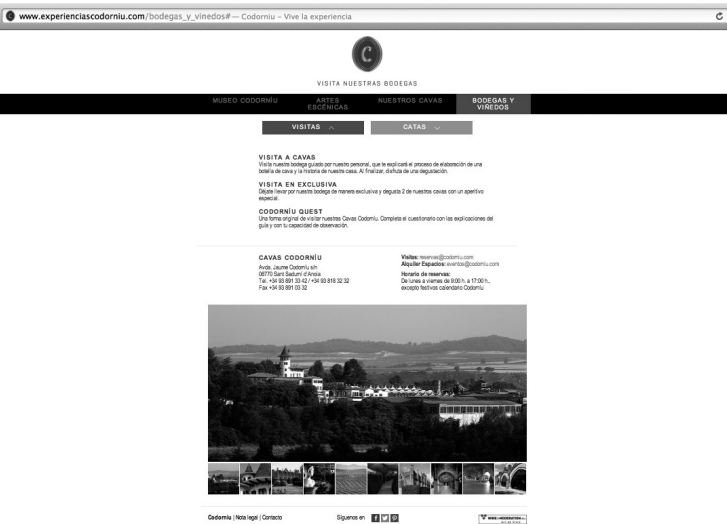 www.experienciascodorniu.com/bodegas_y_vinedos# — Codorniu – Vive la experiencia
C
VISITA NUESTRAS BODEGAS
MUSEO CODORNÍU
ARTES
ESCÉNICAS
NUESTROS CAVAS
BODEGAS Y
VIÑEDOS
VISITAS
CATAS
VISITA A CAVAS
Visita nuestra bodega guiado por nuestro personal, que te explicará el proceso de elaboración de una
botella de cava y la historia de nuestra casa. Al finalizar, disfruta de una degustación.
VISITA EN EXCLUSIVA
Déjate llevar por nuestra bodega de manera exclusiva y degusta 2 de nuestros cavas con un aperitivo
especial.
CODORNÍU QUEST
Una forma original de visitar nuestras Cavas Codorníu. Completa el cuestionario con las explicaciones del
guía y con tu capacidad de observación.
CAVAS CODORNÍU
Avda. Jaume Codorníu s/n
08770 Sant Sadurní d'Anoia
Tel. +34 93 891 33 42 / +34 93 818 32 32
Fax +34 93 891 03 32
Visitas: reservas@codorniu.com
Alquiler Espacios: eventos@codorniu.com
Horario de reservas:
De lunes a viernes de 9:00 h. a 17:00 h.,
excepto festivos calendario Codorníu
Codorníu | Nota legal | Contacto
Síguenos en
WINE in MODERATION